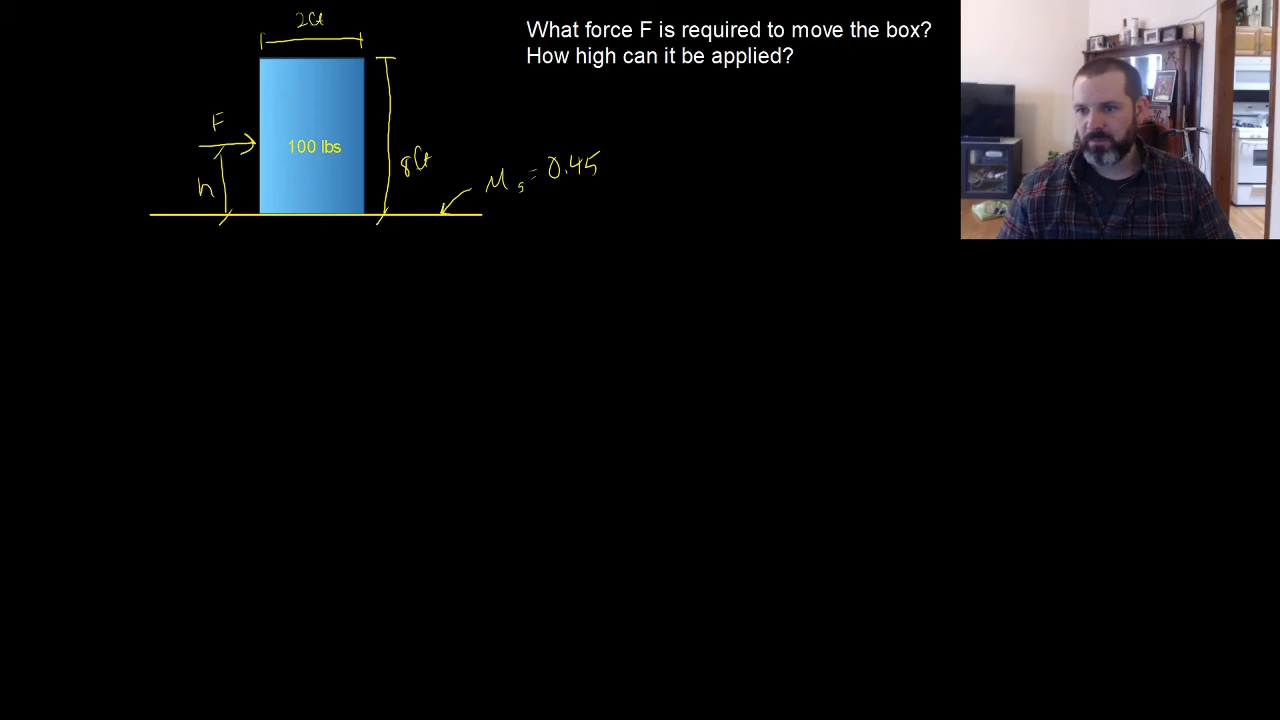 What force F is required to move the box?
How high can it be applied?
2ft
F
100 lbs
h
8ft
μs = 0.45